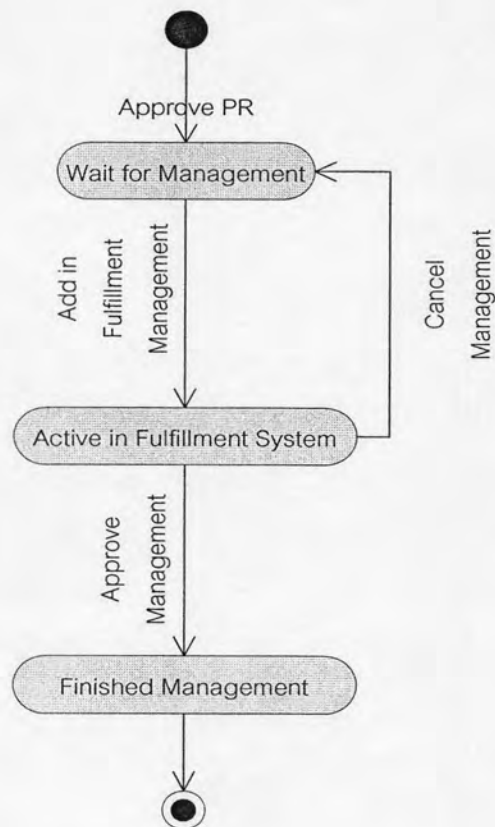 Approve PR
Wait for Management
Add in
Fulfillment
Management
Cancel
Management
Active in Fulfillment System
Approve
Management
Finished Management